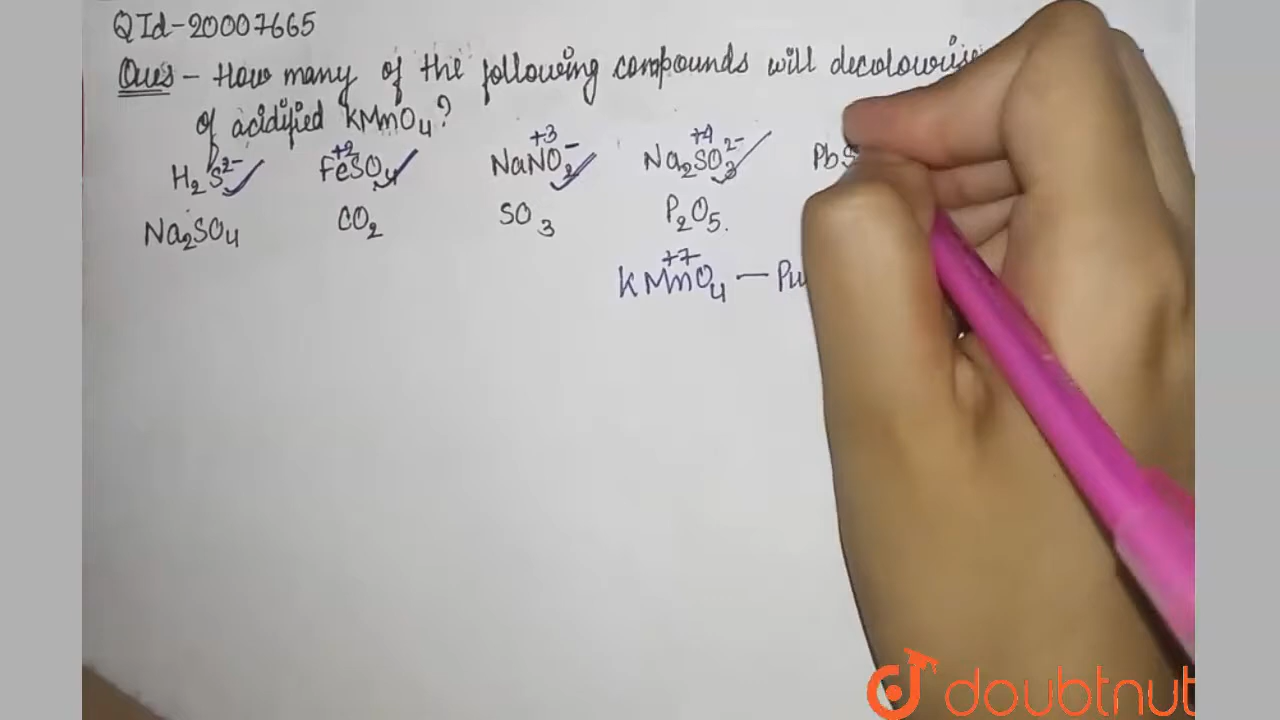 QId-20007665
Ques - How many of the following compounds will decolourise
of acidified KMnO4?
H2S2- FeSO4 +2 NaNO2- +3 Na2SO3 2- +4 PbS
Na2SO4 CO2 SO3 P2O5.
KMnO4 +7 —
doubtnut